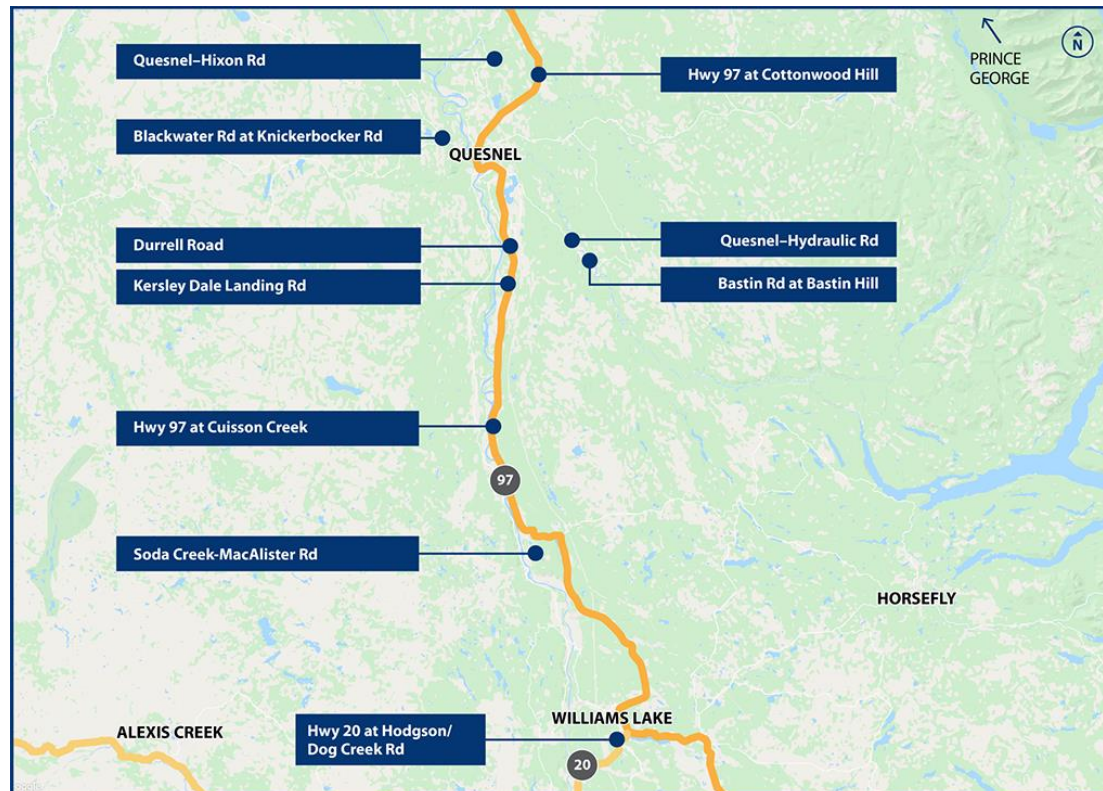 Quesnel–Hixon Rd
Hwy 97 at Cottonwood Hill
PRINCE
GEORGE
N
Blackwater Rd at Knickerbocker Rd
QUESNEL
Durrell Road
Quesnel–Hydraulic Rd
Kersley Dale Landing Rd
Bastin Rd at Bastin Hill
Hwy 97 at Cuisson Creek
97
Soda Creek-MacAlister Rd
HORSEFLY
ALEXIS CREEK
Hwy 20 at Hodgson/
Dog Creek Rd
WILLIAMS LAKE
20